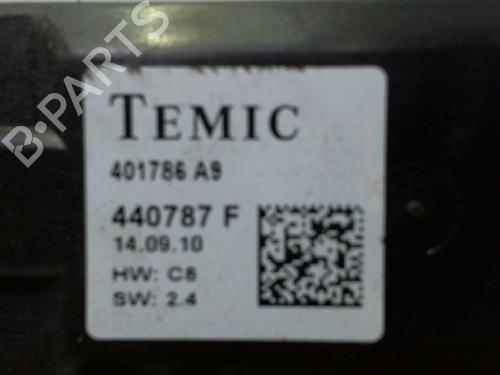 B·PARTS
TEMIC
401786 A9
440787 F
14.09.10
HW: C8
SW: 2.4